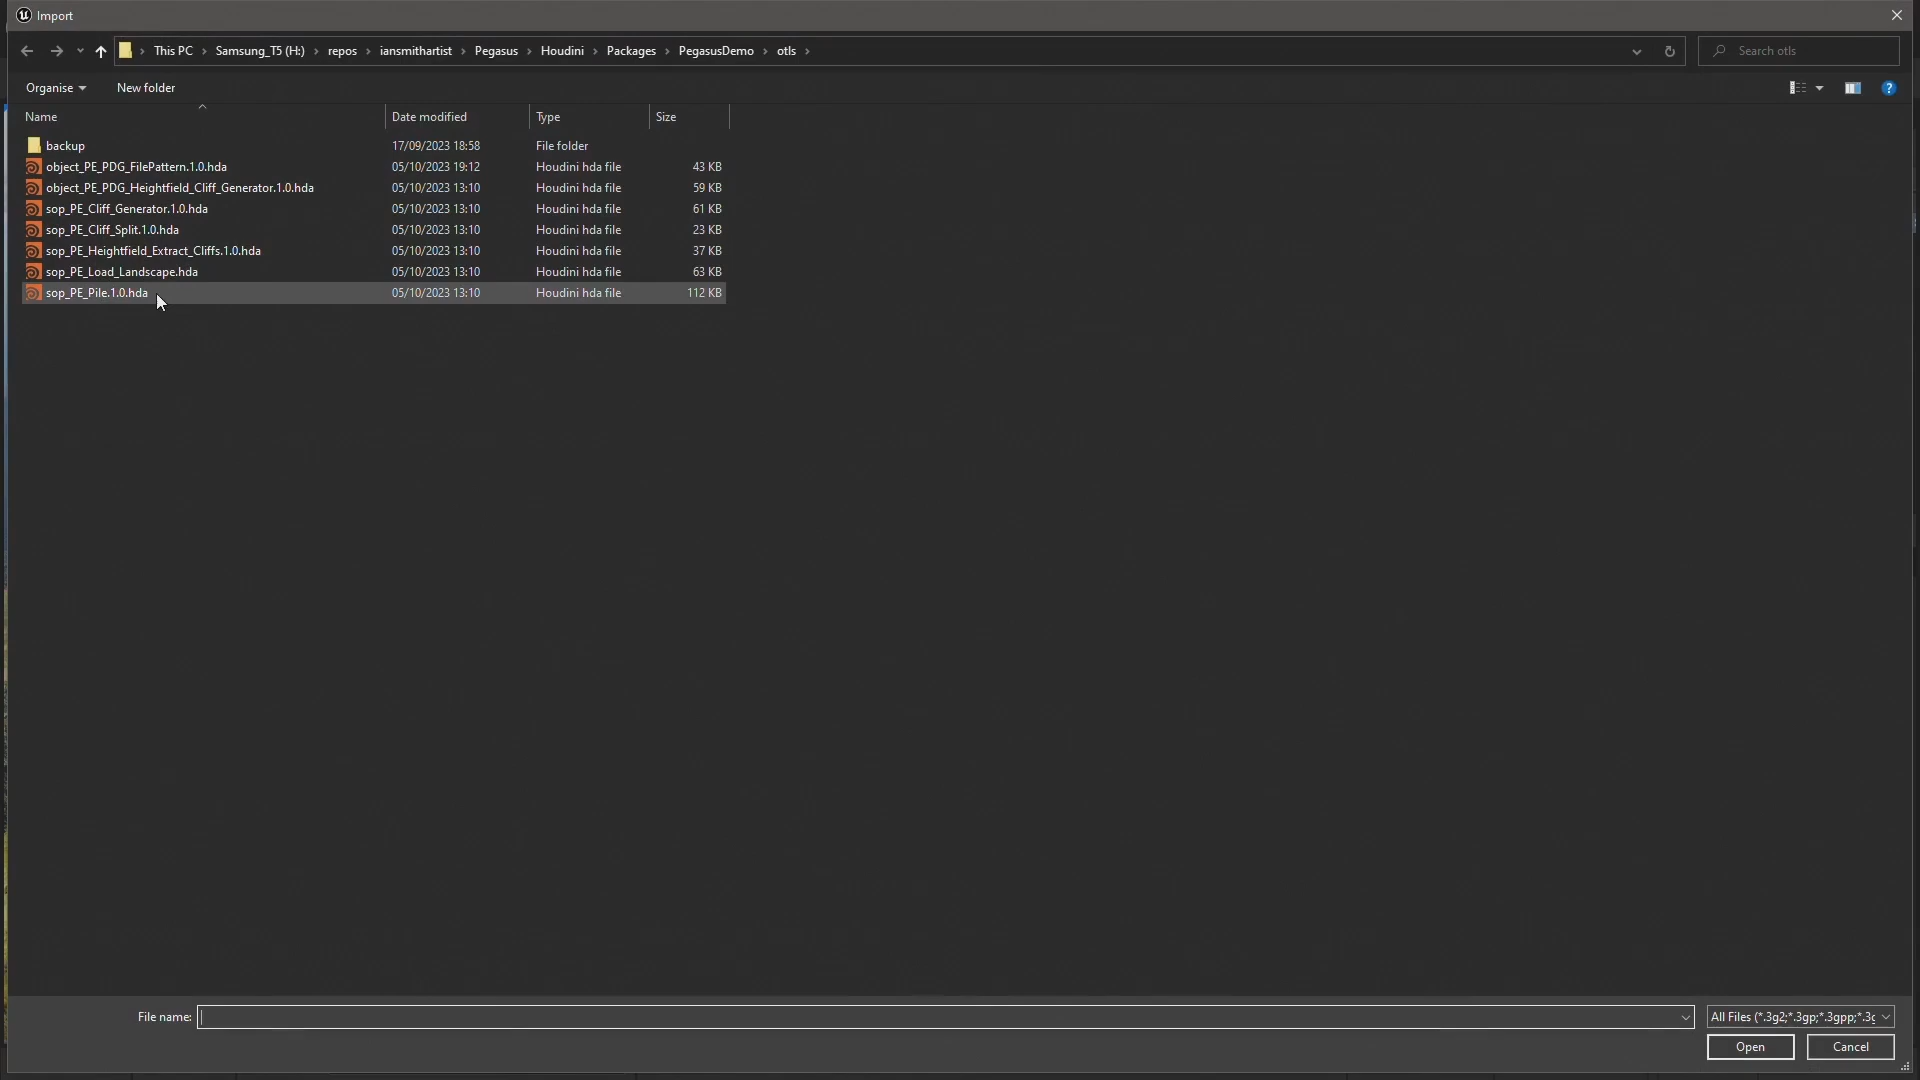 Import
This PC > Samsung_T5 (H:) > repos > iansmithartist > Pegasus > Houdini > Packages > PegasusDemo > otls >
Search otls
Organise
New folder
?
Name Date modified Type Size
backup 17/09/2023 18:58 File folder
object_PE_PDG_FilePattern.1.0.hda 05/10/2023 19:12 Houdini hda file 43 KB
object_PE_PDG_Heightfield_Cliff_Generator.1.0.hda 05/10/2023 13:10 Houdini hda file 59 KB
sop_PE_Cliff_Generator.1.0.hda 05/10/2023 13:10 Houdini hda file 61 KB
sop_PE_Cliff_Split.1.0.hda 05/10/2023 13:10 Houdini hda file 23 KB
sop_PE_Heightfield_Extract_Cliffs.1.0.hda 05/10/2023 13:10 Houdini hda file 37 KB
sop_PE_Load_Landscape.hda 05/10/2023 13:10 Houdini hda file 63 KB
sop_PE_Pile.1.0.hda 05/10/2023 13:10 Houdini hda file 112 KB
File name:
All Files (*.3g2;*.3gp;*.3gpp;*.3g
Open
Cancel